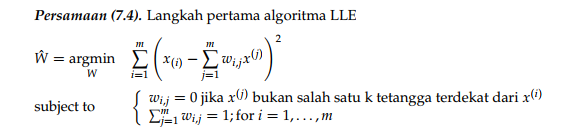 Persamaan (7.4). Langkah pertama algoritma LLE
Ŵ = argmin_W ∑_{i=1}^{m} (x_{(i)} − ∑_{j=1}^{m} w_{i,j}x^{(j)})^2
subject to { w_{i,j} = 0 jika x^{(j)} bukan salah satu k tetangga terdekat dari x^{(i)}
∑_{j=1}^{m} w_{i,j} = 1; for i = 1, . . . , m